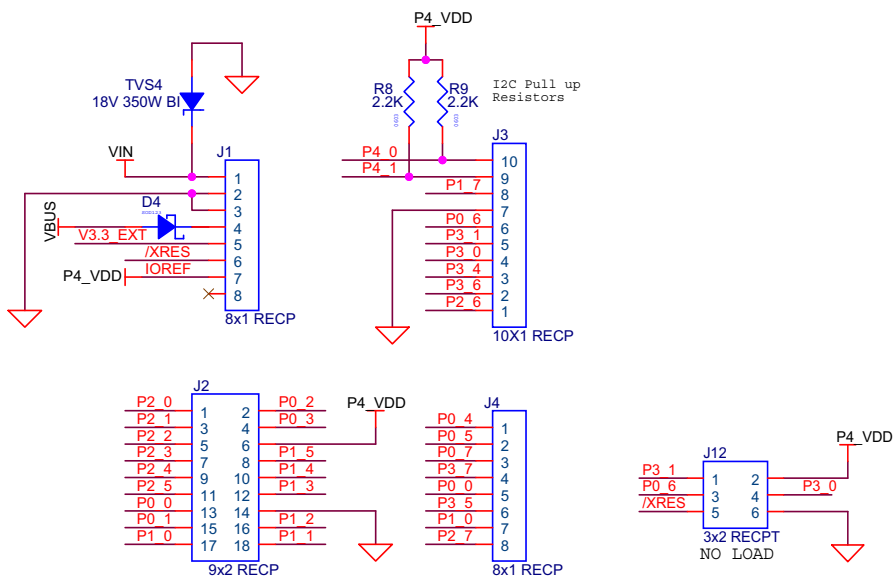 P4_VDD
TVS4
18V 350W BI
R8
2.2K
0603
R9
2.2K
0603
I2C Pull up
Resistors
J1
VIN
1
2
3
D4
SOD123
VBUS
4
V3.3_EXT
5
/XRES
6
P4_VDD
IOREF
7
8
8x1 RECP
J3
P4_0
10
P4_1
9
P1_7
8
7
P0_6
6
P3_1
5
P3_0
4
P3_4
3
P3_6
2
P2_6
1
10X1 RECP
J2
P2_0 1 2 P0_2
P2_1 3 4 P0_3
P2_2 5 6 P4_VDD
P2_3 7 8 P1_5
P2_4 9 10 P1_4
P2_5 11 12 P1_3
P0_0 13 14
P0_1 15 16 P1_2
P1_0 17 18 P1_1
9x2 RECP
J4
P0_4 1
P0_5 2
P0_7 3
P3_7 4
P0_0 5
P3_5 6
P1_0 7
P2_7 8
8x1 RECP
J12
P4_VDD
P3_1 1 2
P0_6 3 4 P3_0
/XRES 5 6
3x2 RECPT
NO LOAD